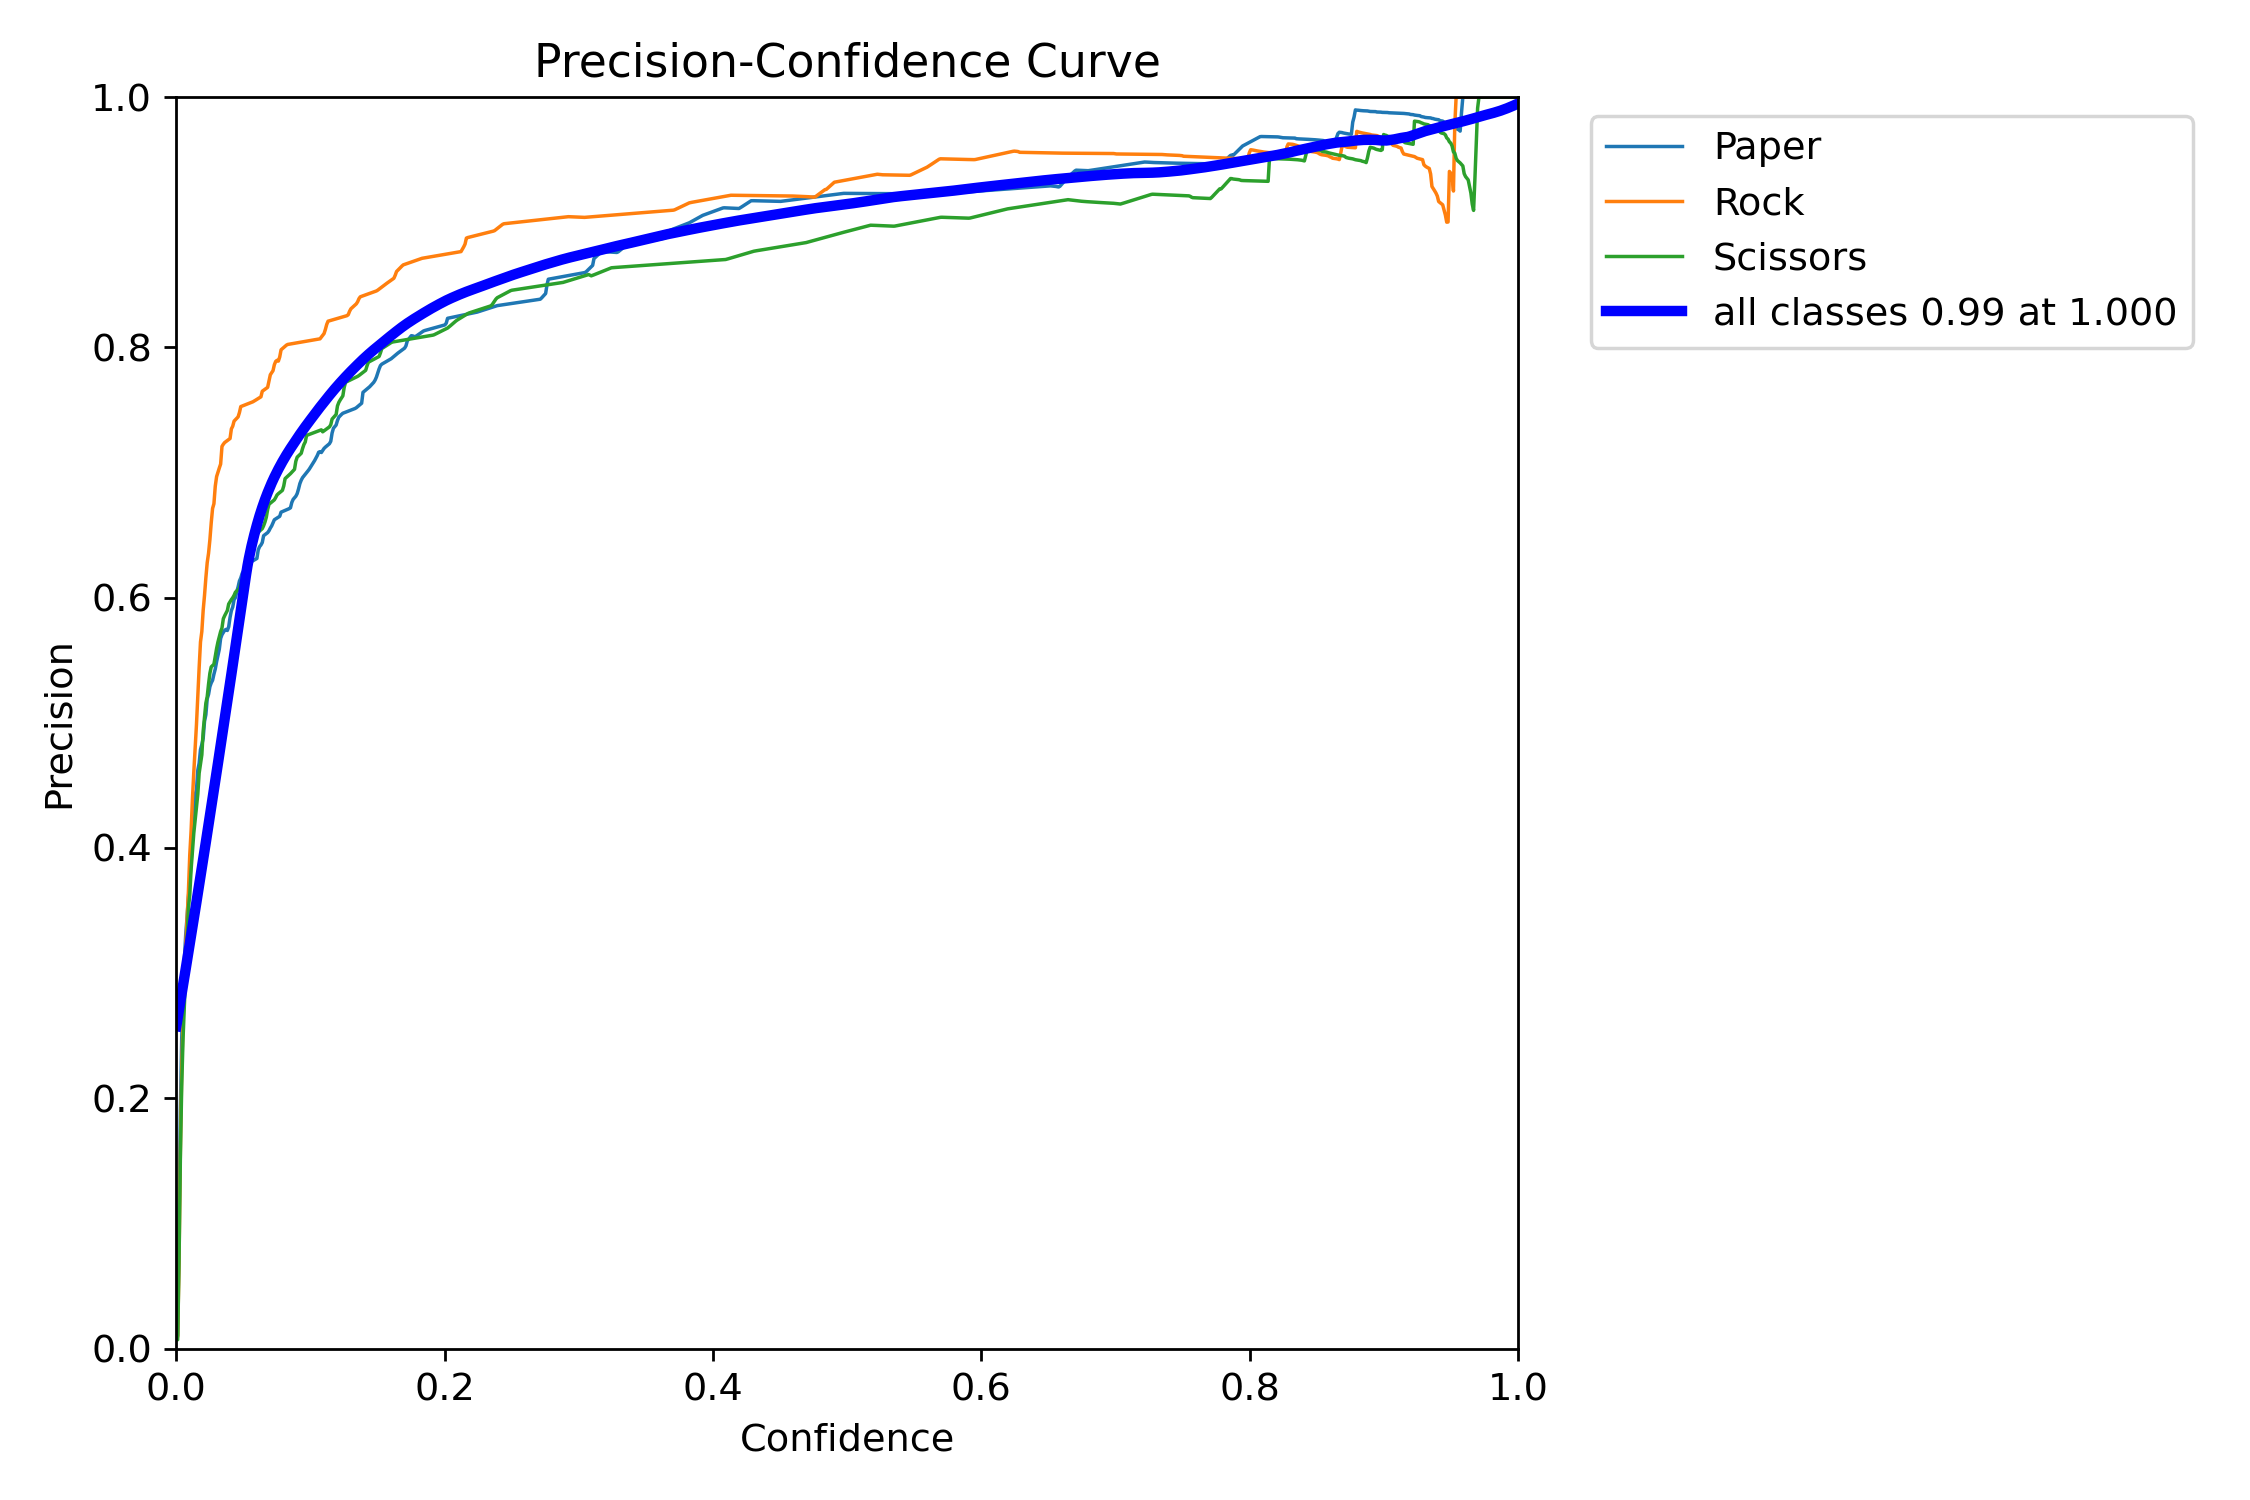 Precision-Confidence Curve
1.0
0.8
0.6
0.4
0.2
0.0
Precision
0.0 0.2 0.4 0.6 0.8 1.0
Confidence
Paper
Rock
Scissors
all classes 0.99 at 1.000